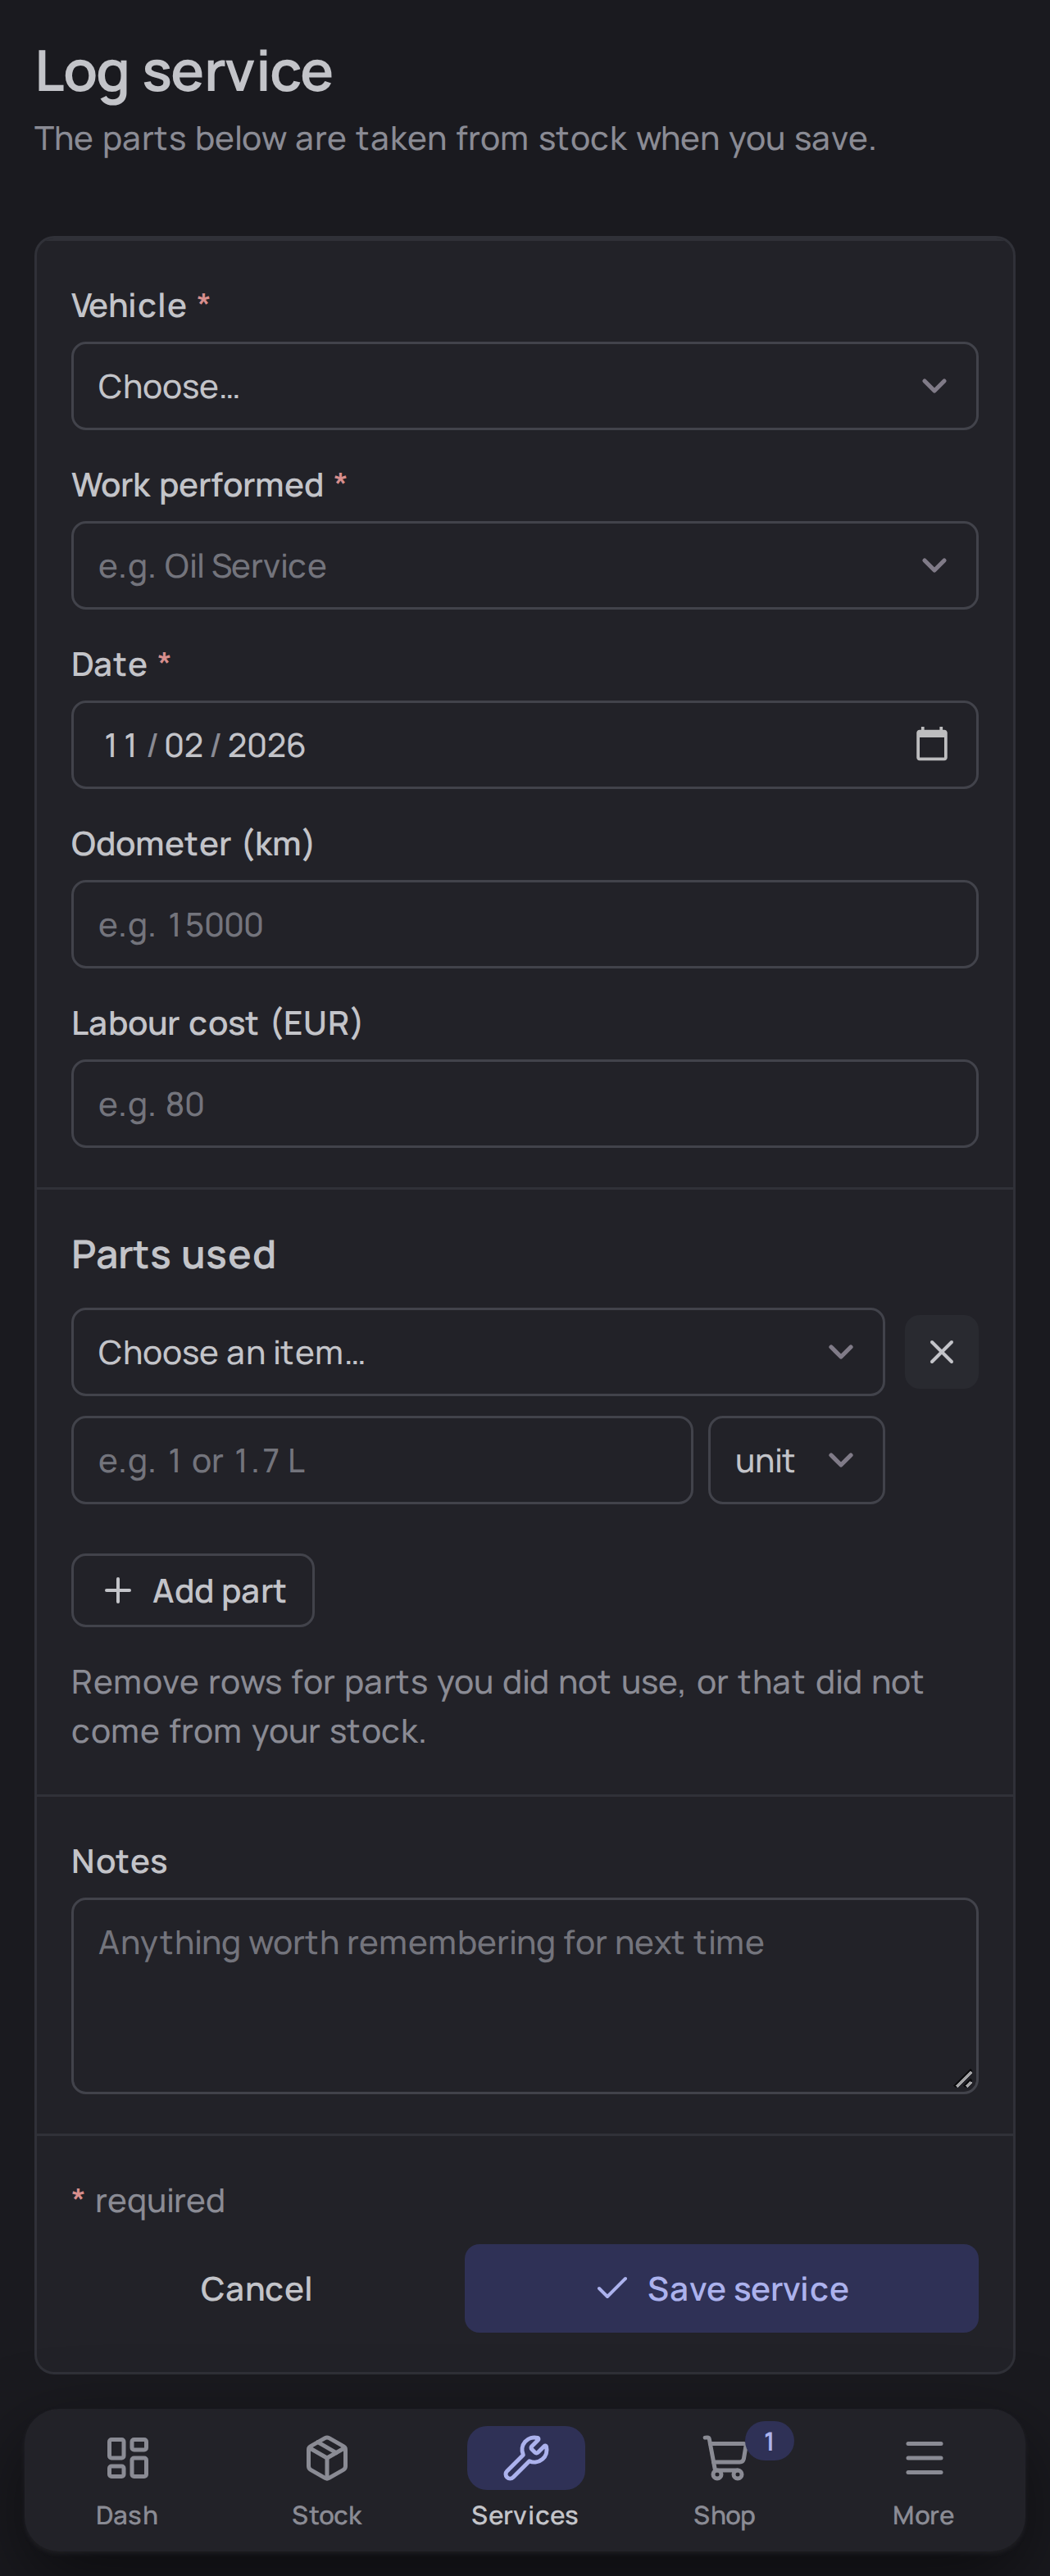 Log service
The parts below are taken from stock when you save.
Vehicle *
Choose...
Work performed *
e.g. Oil Service
Date *
11 / 02 / 2026
Odometer (km)
e.g. 15000
Labour cost (EUR)
e.g. 80
Parts used
Choose an item...
e.g. 1 or 1.7 L
unit
Add part
Remove rows for parts you did not use, or that did not
come from your stock.
Notes
Anything worth remembering for next time
* required
Cancel
Save service
1
Dash
Stock
Services
Shop
More